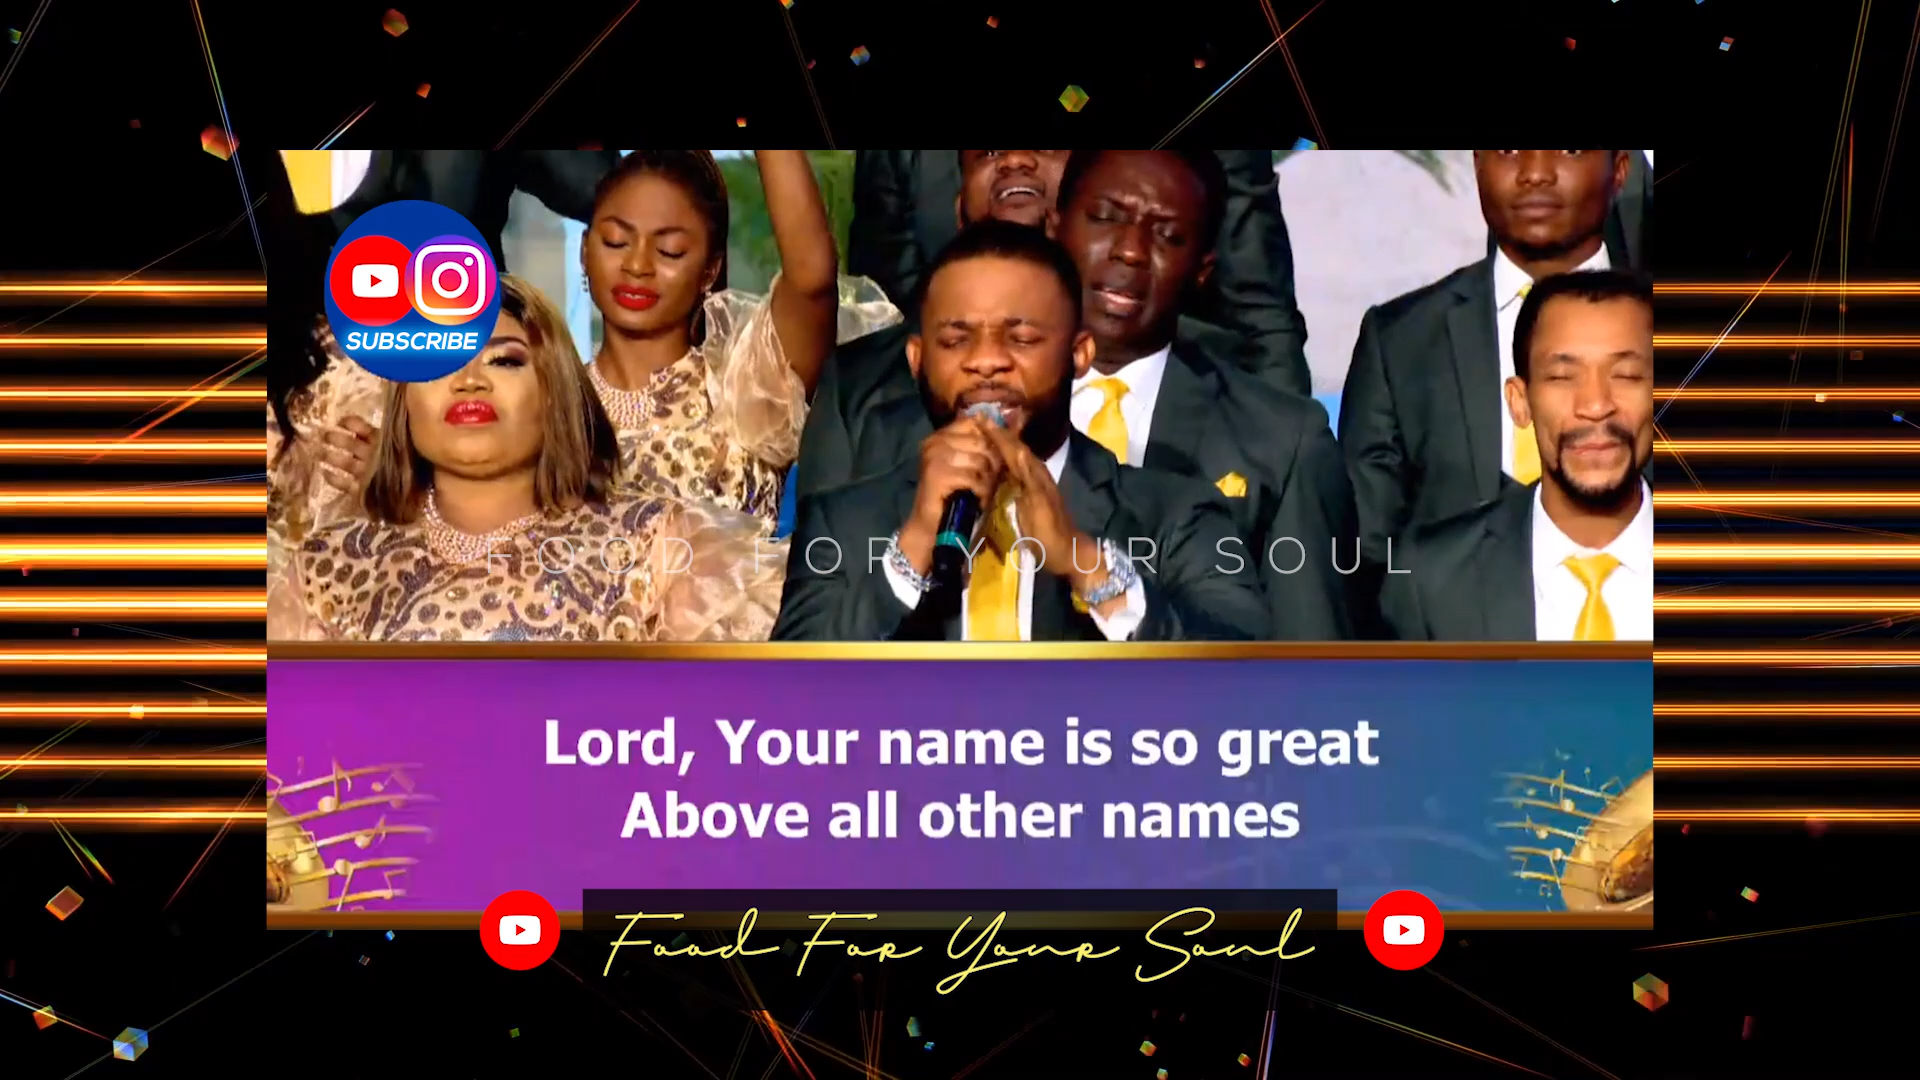 SUBSCRIBE
FOOD FOR YOUR SOUL
Lord, Your name is so great
Above all other names
Food For Your Soul